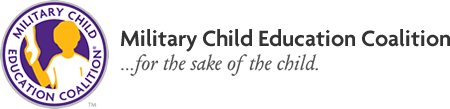 MILITARY CHILD
EDUCATION COALITION
TM
Military Child Education Coalition
...for the sake of the child.